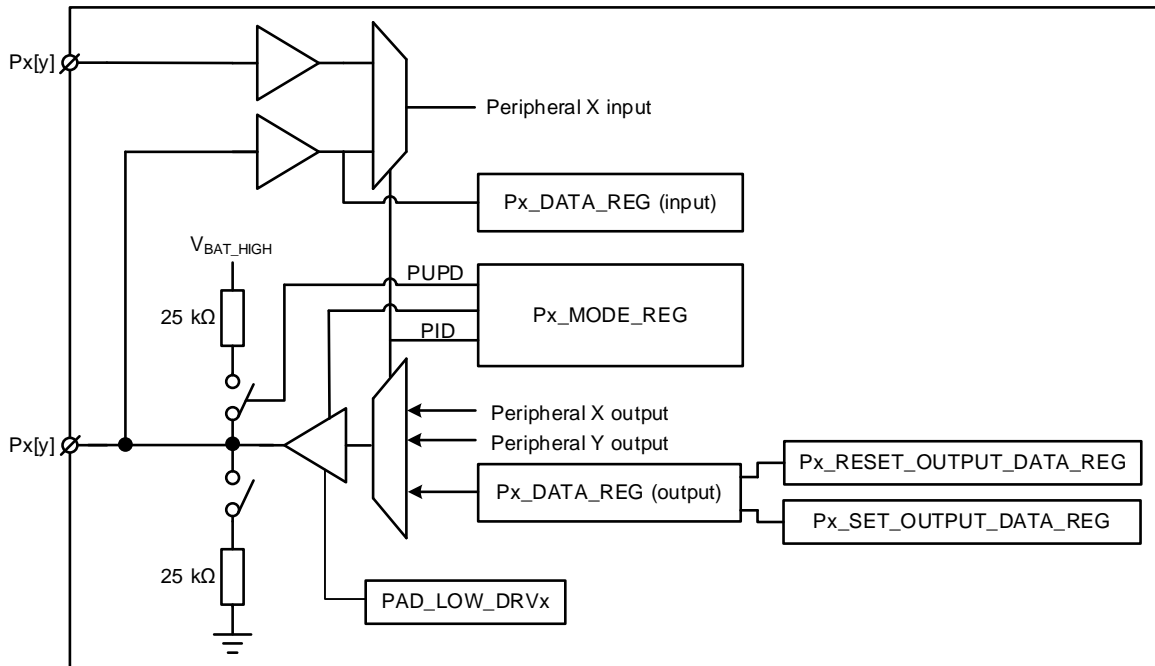 Px[y]
Peripheral X input
Px_DATA_REG (input)
VBAT_HIGH
PUPD
25 kΩ
Px_MODE_REG
PID
Peripheral X output
Px[y]
Peripheral Y output
Px_RESET_OUTPUT_DATA_REG
Px_DATA_REG (output)
Px_SET_OUTPUT_DATA_REG
25 kΩ
PAD_LOW_DRVx